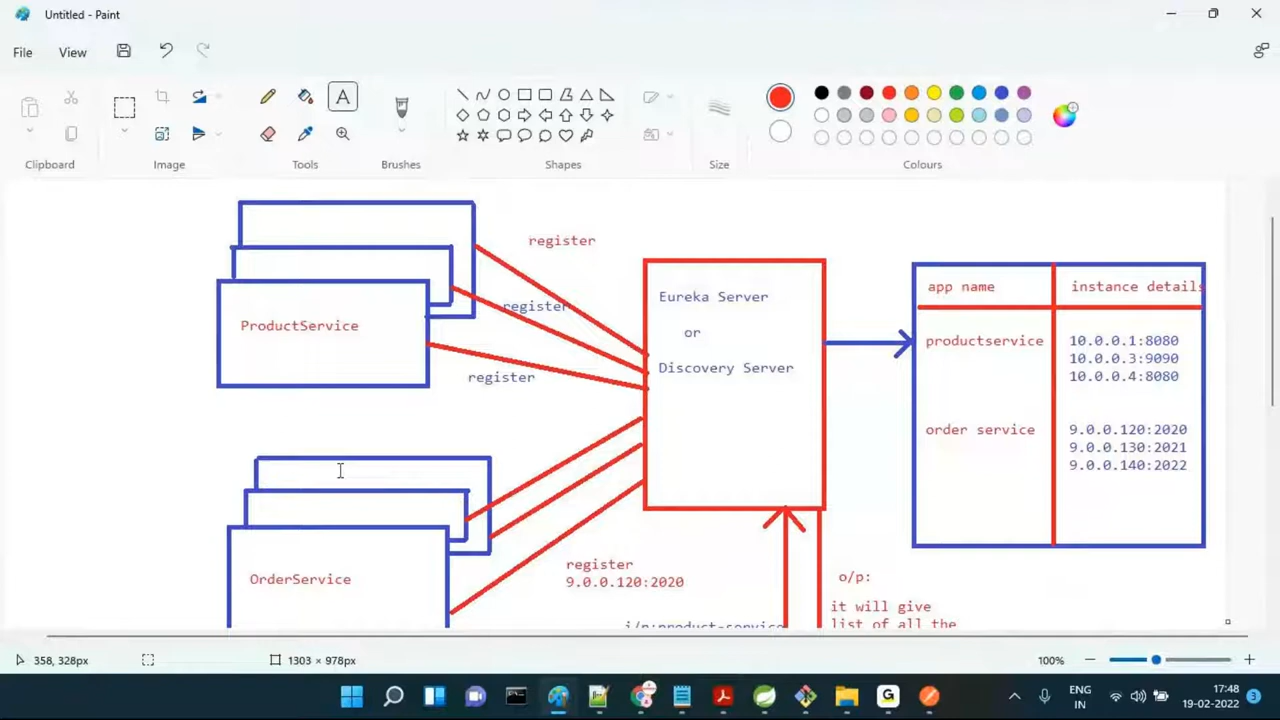 Untitled - Paint
File
View
Clipboard
Image
Tools
Brushes
Shapes
Size
Colours
A
register
register
ProductService
register
Eureka Server
or
Discovery Server
app name
instance details
productservice
10.0.0.1:8080
10.0.0.3:9090
10.0.0.4:8080
order service
9.0.0.120:2020
9.0.0.130:2021
9.0.0.140:2022
OrderService
register
9.0.0.120:2020
i/p:product-service
o/p:
it will give
list of all the
358, 328px
1303 × 978px
100%
ENG
IN
17:48
19-02-2022
3
G